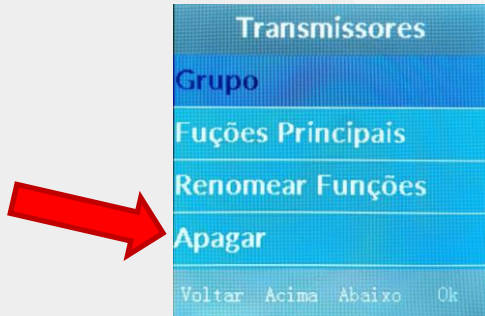 Transmissores
Grupo
Fuções Principais
Renomear Funções
Apagar
Voltar Acima Abaixo Ok